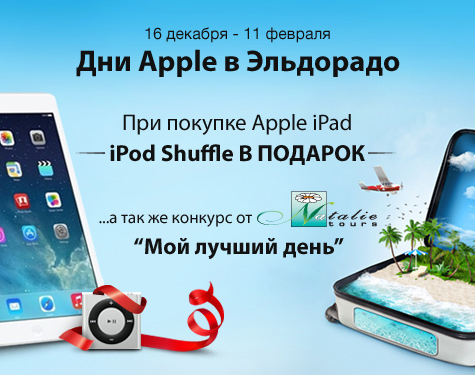 16 декабря - 11 февраля
Дни Apple в Эльдорадо
При покупке Apple iPad
iPod Shuffle В ПОДАРОК
...а так же конкурс от Natalie tours
“Мой лучший день”